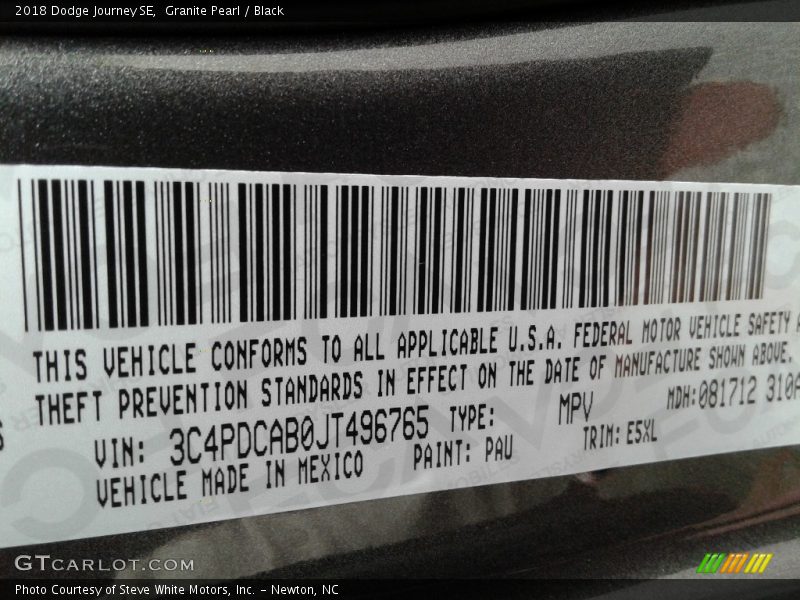 2018 Dodge Journey SE, Granite Pearl / Black
THIS VEHICLE CONFORMS TO ALL APPLICABLE U.S.A. FEDERAL MOTOR VEHICLE SAFETY
THEFT PREVENTION STANDARDS IN EFFECT ON THE DATE OF MANUFACTURE SHOWN ABOVE.
VIN: 3C4PDCAB0JT496765 TYPE: MPV MDH:081712 310A
VEHICLE MADE IN MEXICO PAINT: PAU TRIM: E5XL
GTCARLOT.COM
Photo Courtesy of Steve White Motors, Inc. – Newton, NC